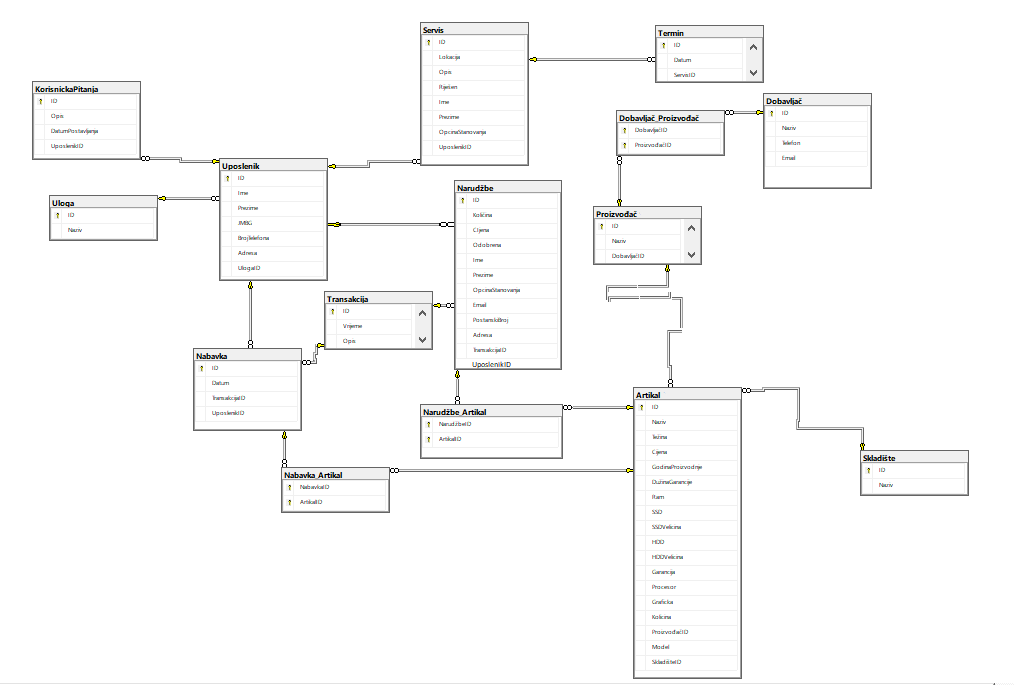 Servis
ID
Lokacija
Opis
Riješen
Ime
Prezime
OpcinaStanovanja
UposlenikID
Termin
ID
Datum
ServisID
KorisnickaPitanja
ID
Opis
DatumPostavljanja
UposlenikID
Dobavljač
ID
Naziv
Telefon
Email
Dobavljač_Proizvođač
DobavljačID
ProizvođačID
Uposlenik
ID
Ime
Prezime
JMBG
BrojTelefona
Adresa
UlogaID
Narudžbe
ID
Količina
Cijena
Odobrena
Ime
Prezime
OpcinaStanovanja
Email
PostanskiBroj
Adresa
TransakcijaID
UposlenikID
Uloga
ID
Naziv
Proizvođač
ID
Naziv
DobavljačID
Transakcija
ID
Vrijeme
Opis
Nabavka
ID
Datum
TransakcijaID
UposlenikID
Narudžbe_Artikal
NarudžbeID
ArtikalID
Artikal
ID
Naziv
Težina
Cijena
GodinaProizvodnje
DužinaGarancije
Ram
SSD
SSDVelicina
HDD
HDDVelicina
Garancija
Procesor
Graficka
Kolicina
ProizvođačID
Model
SkladišteID
Skladište
ID
Naziv
Nabavka_Artikal
NabavkaID
ArtikalID